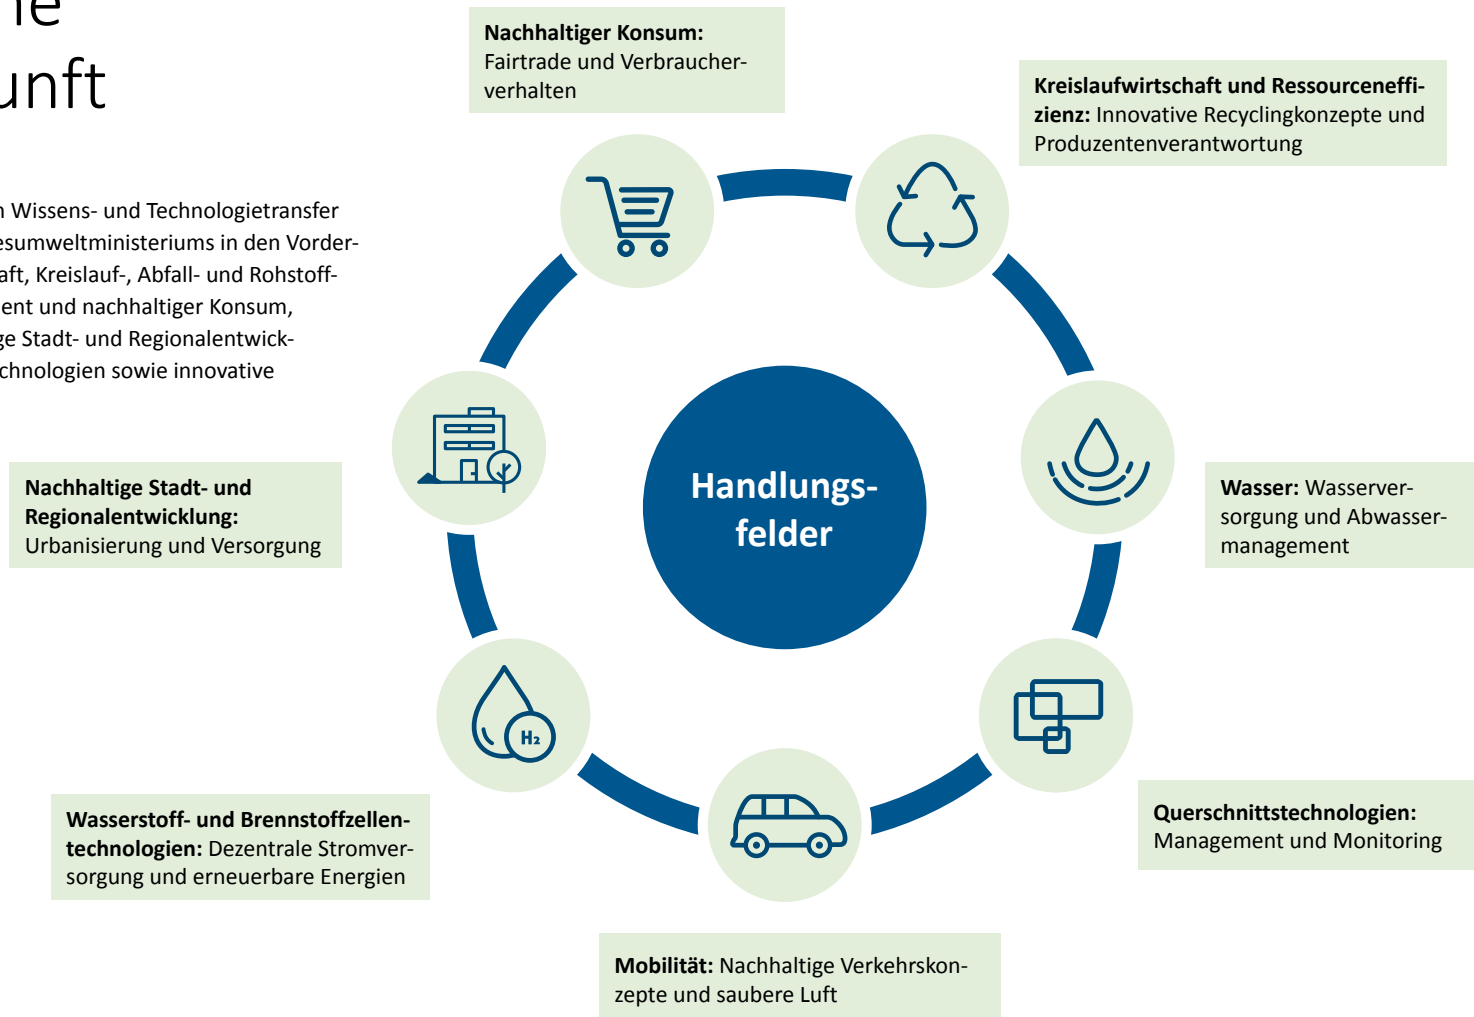 ne
unft
n Wissens- und Technologietransfer
esumweltministeriums in den Vorder-
aft, Kreislauf-, Abfall- und Rohstoff-
ent und nachhaltiger Konsum,
ge Stadt- und Regionalentwick-
chnologien sowie innovative
Nachhaltiger Konsum:
Fairtrade und Verbraucher-
verhalten
Kreislaufwirtschaft und Ressourceneffi-
zienz: Innovative Recyclingkonzepte und
Produzentenverantwortung
Handlungs-
felder
Nachhaltige Stadt- und
Regionalentwicklung:
Urbanisierung und Versorgung
Wasser: Wasserver-
sorgung und Abwasser-
management
H₂
Wasserstoff- und Brennstoffzellen-
technologien: Dezentrale Stromver-
sorgung und erneuerbare Energien
Querschnittstechnologien:
Management und Monitoring
Mobilität: Nachhaltige Verkehrskon-
zepte und saubere Luft